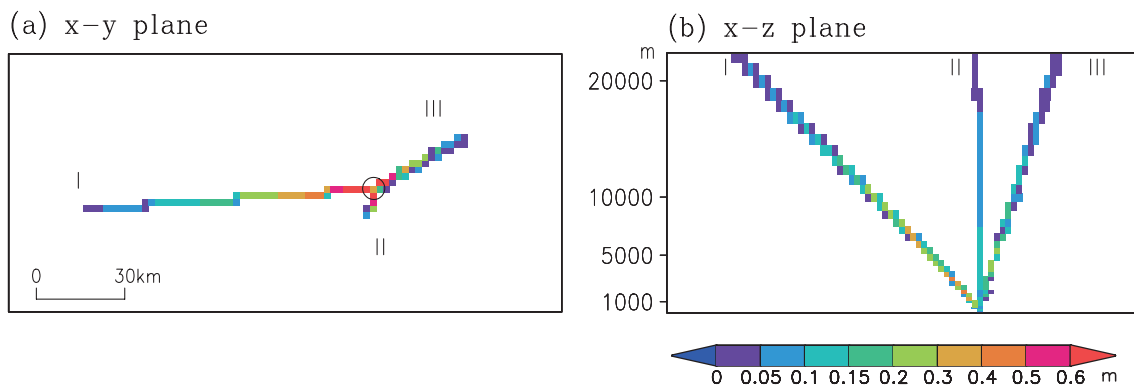 (a) x-y plane
I
III
II
0 30km
(b) x-z plane
m
I II III
20000
10000
5000
1000
0 0.05 0.1 0.15 0.2 0.3 0.4 0.5 0.6 m